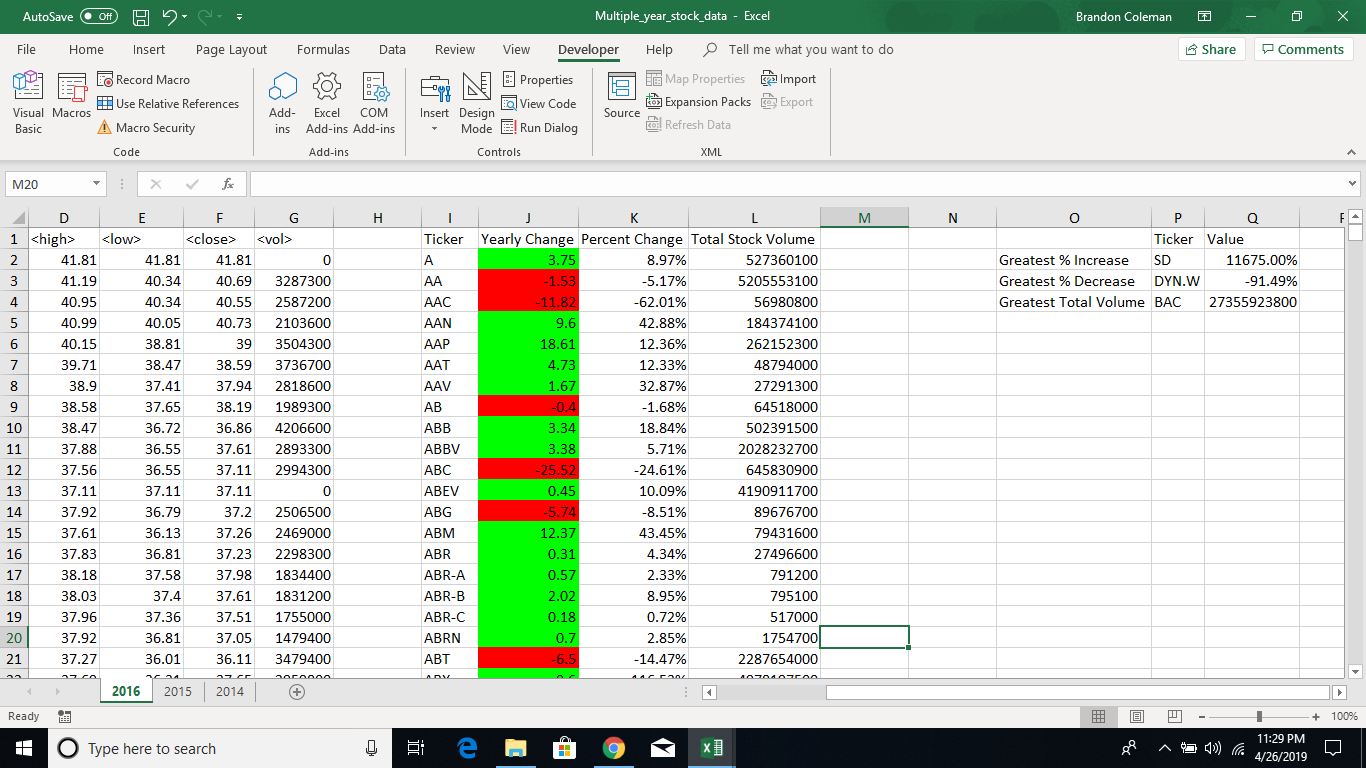 AutoSave Off Multiple_year_stock_data - Excel Brandon Coleman
File Home Insert Page Layout Formulas Data Review View Developer Help Tell me what you want to do Share Comments
Visual Basic Macros Record Macro Use Relative References Macro Security
Add-ins Excel Add-ins COM Add-ins
Insert Design Mode Properties View Code Run Dialog
Source Map Properties Expansion Packs Refresh Data Import Export
Code Add-ins Controls XML
M20 fx
D E F G H I J K L M N O P Q
1 <high> <low> <close> <vol> Ticker Yearly Change Percent Change Total Stock Volume Ticker Value
2 41.81 41.81 41.81 0 A 3.75 8.97% 527360100 Greatest % Increase SD 11675.00%
3 41.19 40.34 40.69 3287300 AA -1.53 -5.17% 5205553100 Greatest % Decrease DYN.W -91.49%
4 40.95 40.34 40.55 2587200 AAC -11.82 -62.01% 56980800 Greatest Total Volume BAC 27355923800
5 40.99 40.05 40.73 2103600 AAN 9.6 42.88% 184374100
6 40.15 38.81 39 3504300 AAP 18.61 12.36% 262152300
7 39.71 38.47 38.59 3736700 AAT 4.73 12.33% 48794000
8 38.9 37.41 37.94 2818600 AAV 1.67 32.87% 27291300
9 38.58 37.65 38.19 1989300 AB -0.4 -1.68% 64518000
10 38.47 36.72 36.86 4206600 ABB 3.34 18.84% 502391500
11 37.88 36.55 37.61 2893300 ABBV 3.38 5.71% 2028232700
12 37.56 36.55 37.11 2994300 ABC -25.52 -24.61% 645830900
13 37.11 37.11 37.11 0 ABEV 0.45 10.09% 4190911700
14 37.92 36.79 37.2 2506500 ABG -5.74 -8.51% 89676700
15 37.61 36.13 37.26 2469000 ABM 12.37 43.45% 79431600
16 37.83 36.81 37.23 2298300 ABR 0.31 4.34% 27496600
17 38.18 37.58 37.98 1834400 ABR-A 0.57 2.33% 791200
18 38.03 37.4 37.61 1831200 ABR-B 2.02 8.95% 795100
19 37.96 37.36 37.51 1755000 ABR-C 0.18 0.72% 517000
20 37.92 36.81 37.05 1479400 ABRN 0.7 2.85% 1754700
21 37.27 36.01 36.11 3479400 ABT -6.5 -14.47% 2287654000
2016 2015 2014
Ready 100%
Type here to search 11:29 PM
4/26/2019